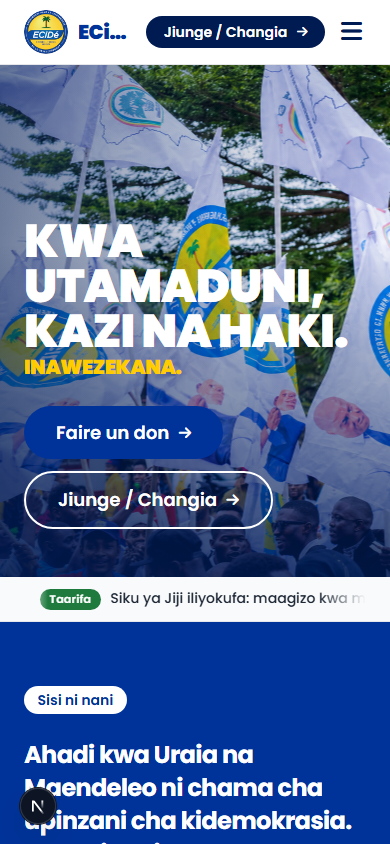 ECiDé
ECi...
Jiunge / Changia →
KWA
UTAMADUNI,
KAZI NA HAKI.
INAWEZEKANA.
Faire un don →
Jiunge / Changia →
Taarifa
Siku ya Jiji iliyokufa: maagizo kwa m
Sisi ni nani
Ahadi kwa Uraia na
Maendeleo ni chama cha
upinzani cha kidemokrasia.
N